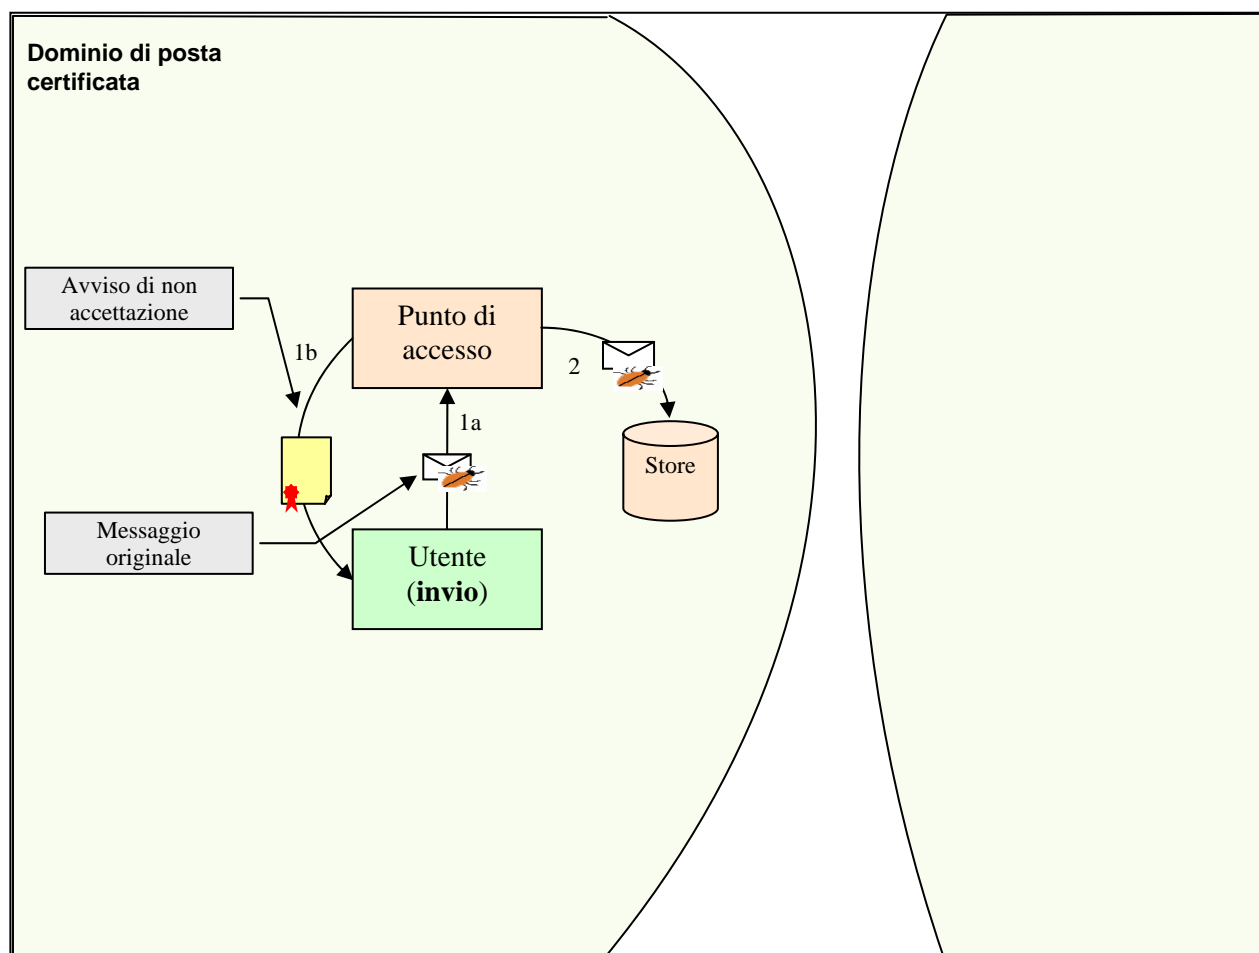 Dominio di posta
certificata
Avviso di non
accettazione
Punto di
accesso
1b
2
1a
Store
Messaggio
originale
Utente
(invio)